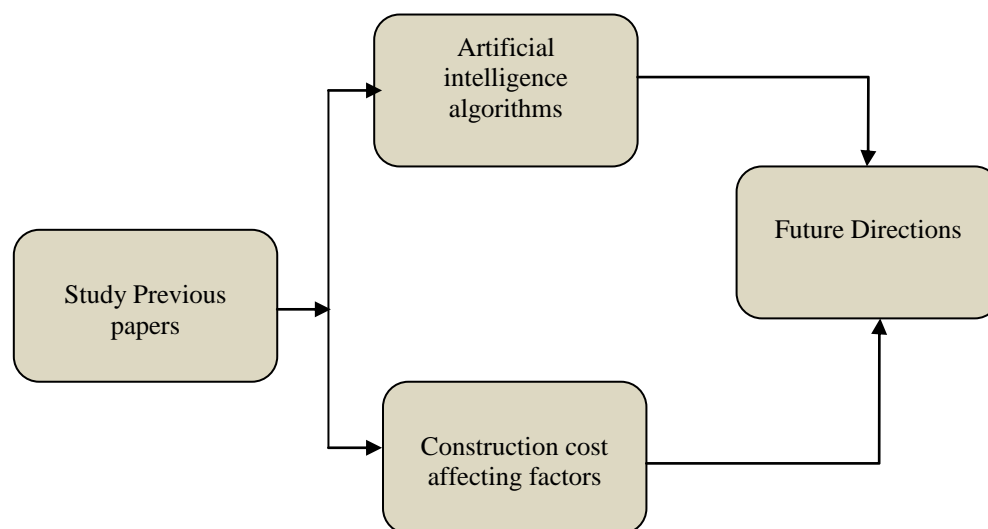 Artificial
intelligence
algorithms
Future Directions
Study Previous
papers
Construction cost
affecting factors